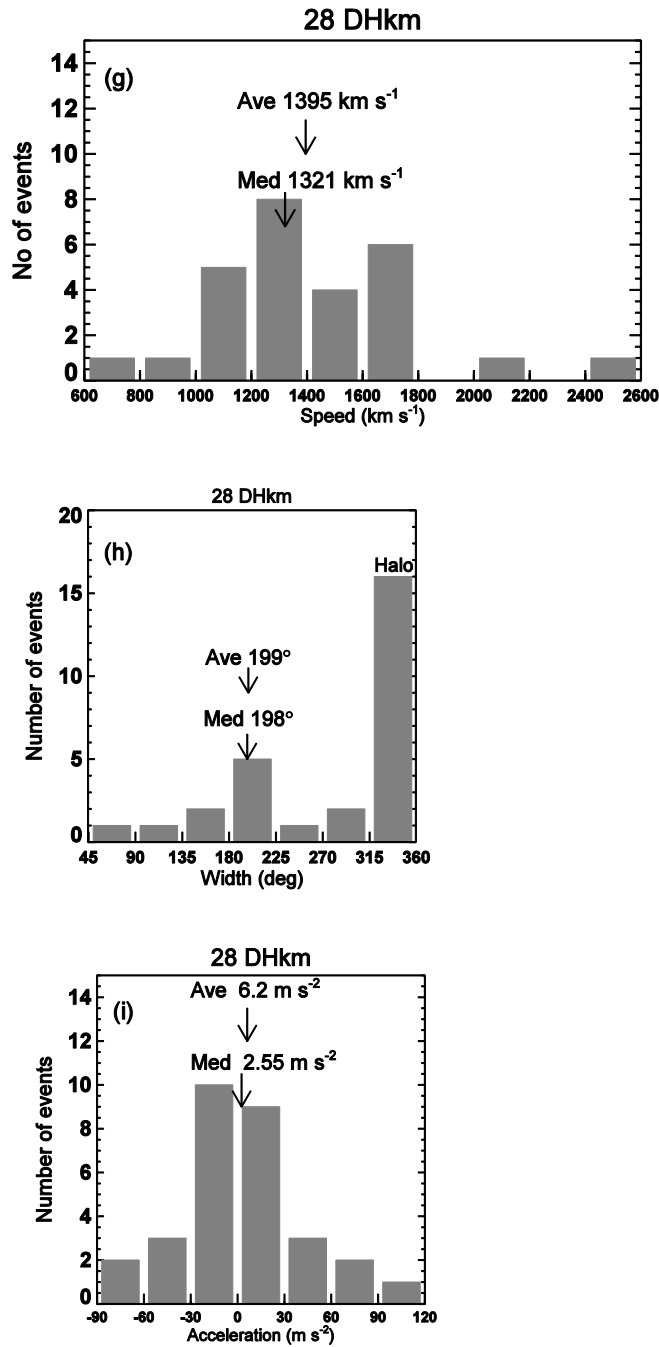 28 DHkm
14
(g)
12
Ave 1395 km s-1
10
Med 1321 km s-1
8
6
4
2
0
No of events
600 800 1000 1200 1400 1600 1800 2000 2200 2400 2600
Speed (km s-1)
28 DHkm
20
(h)
Halo
15
Ave 199°
10
Med 198°
5
0
Number of events
45 90 135 180 225 270 315 360
Width (deg)
28 DHkm
14
Ave 6.2 m s-2
(i)
12
Med 2.55 m s-2
10
8
6
4
2
0
Number of events
-90 -60 -30 0 30 60 90 120
Acceleration (m s-2)